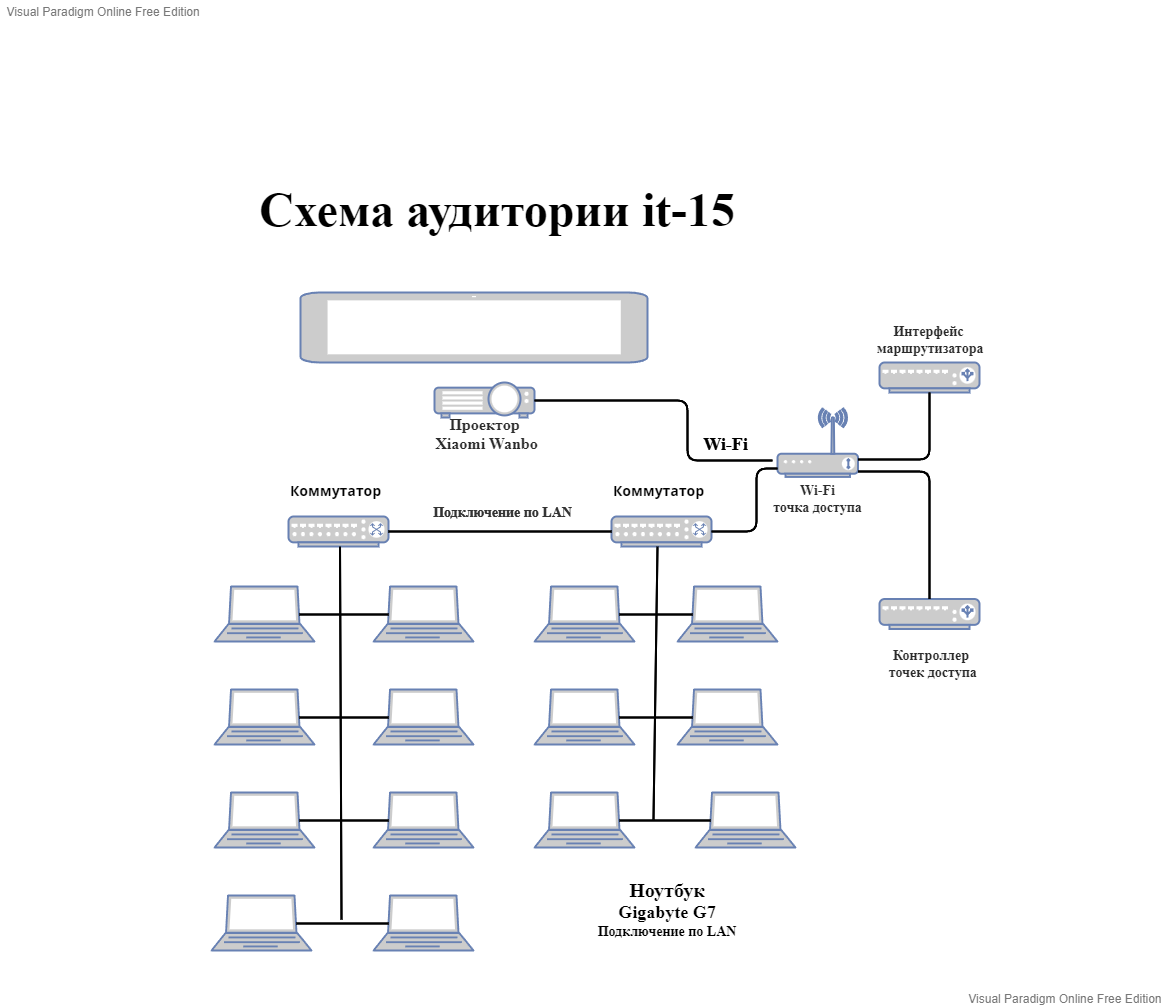 Visual Paradigm Online Free Edition
Схема аудитории it-15
Интерфейс
маршрутизатора
Проектор
Xiaomi Wanbo
Wi-Fi
Коммутатор
Коммутатор
Wi-Fi
точка доступа
Подключение по LAN
Контроллер
точек доступа
Ноутбук
Gigabyte G7
Подключение по LAN
Visual Paradigm Online Free Edition